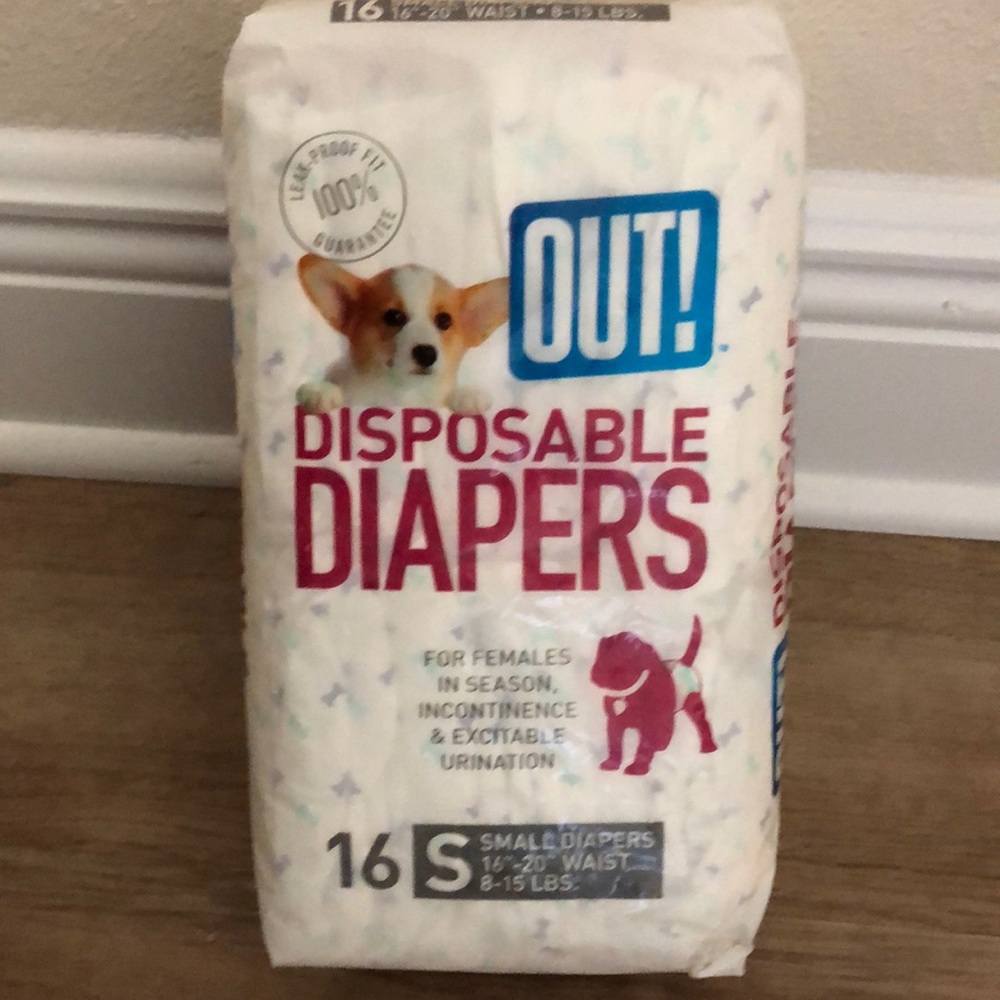 16 16"-20" WAIST • 8-15 LBS.
LEAK-PROOF FIT
100%
GUARANTEE
OUT!
DISPOSABLE
DIAPERS
FOR FEMALES
IN SEASON,
INCONTINENCE
& EXCITABLE
URINATION
16 S SMALL DIAPERS
16"-20" WAIST
8-15 LBS.
DISPOSABLE